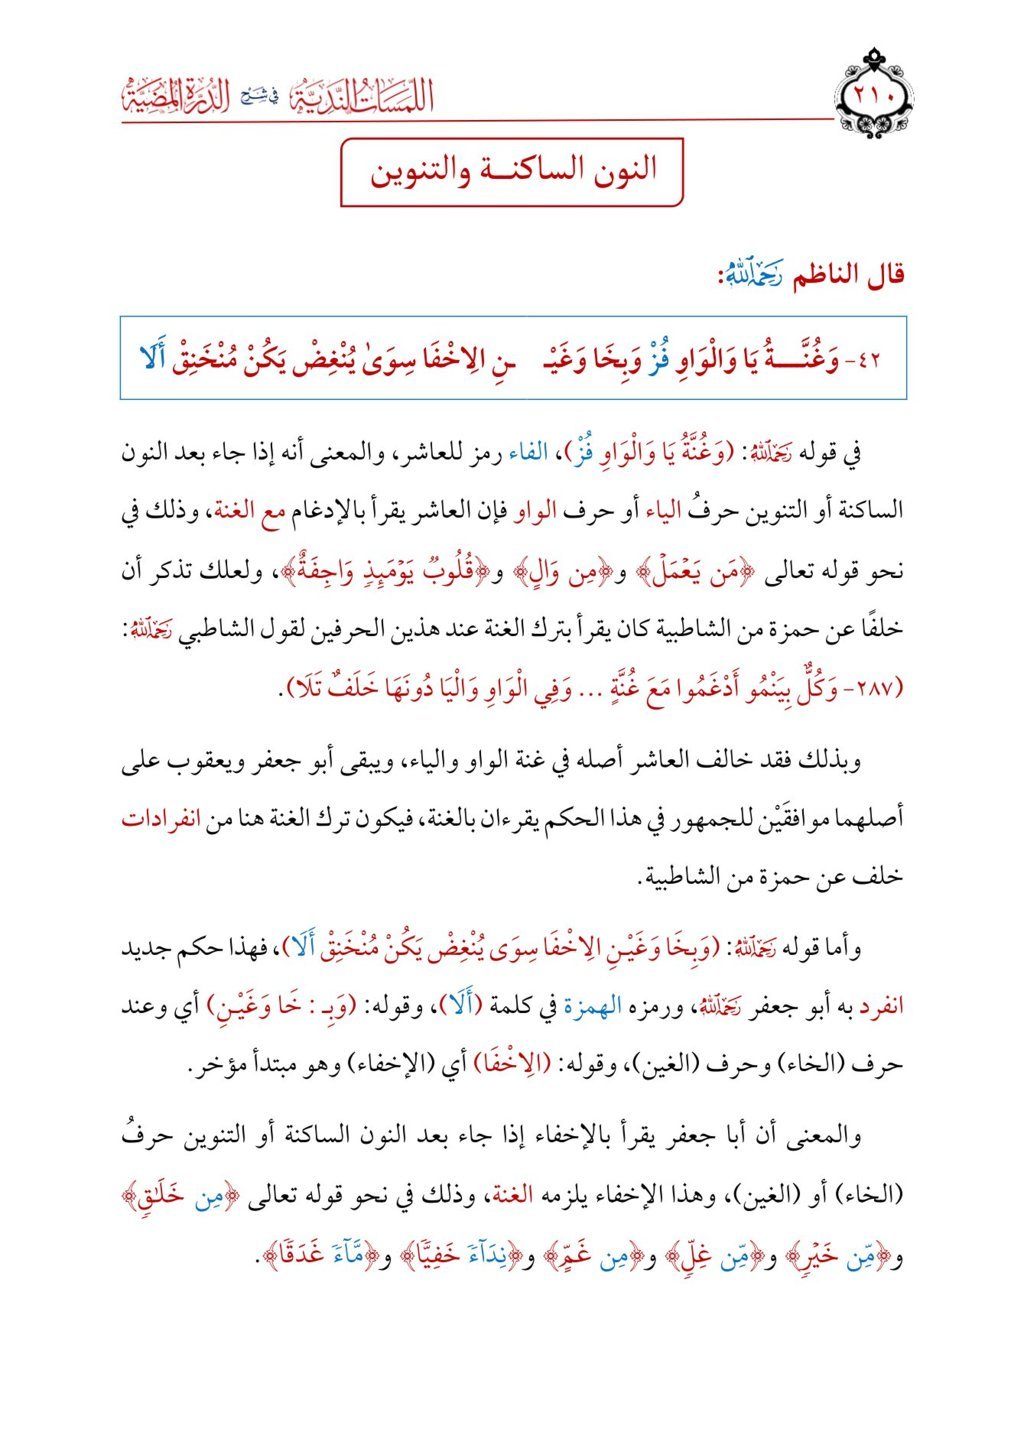 اللمسات الندية في شرح الدرة المضية
٢١٠
النون الساكنــة والتنوين
قال الناظم رَحِمَهُ ٱللَّهُ:
٤٢- وَغُنَّـــةُ يَا وَالْوَاوِ فُزْ وَبِخَا وَغَيْـ ـنِ الِاخْفَا سِوَىٰ يُنْغِضْ يَكُنْ مُنْخَنِقْ أَلَا
في قوله رَحِمَهُ ٱللَّهُ: (وَغُنَّةُ يَا وَالْوَاوِ فُزْ)، الفاء رمز للعاشر، والمعنى أنه إذا جاء بعد النون
الساكنة أو التنوين حرفُ الياء أو حرف الواو فإن العاشر يقرأ بالإدغام مع الغنة، وذلك في
نحو قوله تعالى ﴿مَن يَعْمَلْ﴾ و﴿مِن وَالٍ﴾ و﴿قُلُوبٌ يَوْمَئِذٍ وَاجِفَةٌ﴾، ولعلك تذكر أن
خلفًا عن حمزة من الشاطبية كان يقرأ بترك الغنة عند هذين الحرفين لقول الشاطبي رَحِمَهُ ٱللَّهُ:
(٢٨٧- وَكُلٌّ بِيَنْمُو أَدْغَمُوا مَعَ غُنَّةٍ ... وَفِي الْوَاوِ وَالْيَا دُونَهَا خَلَفٌ تَلَا).
وبذلك فقد خالف العاشر أصله في غنة الواو والياء، ويبقى أبو جعفر ويعقوب على
أصلهما موافقَيْن للجمهور في هذا الحكم يقرءان بالغنة، فيكون ترك الغنة هنا من انفرادات
خلف عن حمزة من الشاطبية.
وأما قوله رَحِمَهُ ٱللَّهُ: (وَبِخَا وَغَيْـنِ الِاخْفَا سِوَى يُنْغِضْ يَكُنْ مُنْخَنِقْ أَلَا)، فهذا حكم جديد
انفرد به أبو جعفر رَحِمَهُ ٱللَّهُ، ورمزه الهمزة في كلمة (أَلَا)، وقوله: (وَبِـ : خَا وَغَيْـنِ) أي وعند
حرف (الخاء) وحرف (الغين)، وقوله: (الِاخْفَا) أي (الإخفاء) وهو مبتدأ مؤخر.
والمعنى أن أبا جعفر يقرأ بالإخفاء إذا جاء بعد النون الساكنة أو التنوين حرفُ
(الخاء) أو (الغين)، وهذا الإخفاء يلزمه الغنة، وذلك في نحو قوله تعالى ﴿مِن خَلَٰقٍ﴾
و﴿مِّن خَيْرٍ﴾ و﴿مِّن غِلٍّ﴾ و﴿مِن غَمٍّ﴾ و﴿نِدَآءً خَفِيًّا﴾ و﴿مَّآءً غَدَقًا﴾.